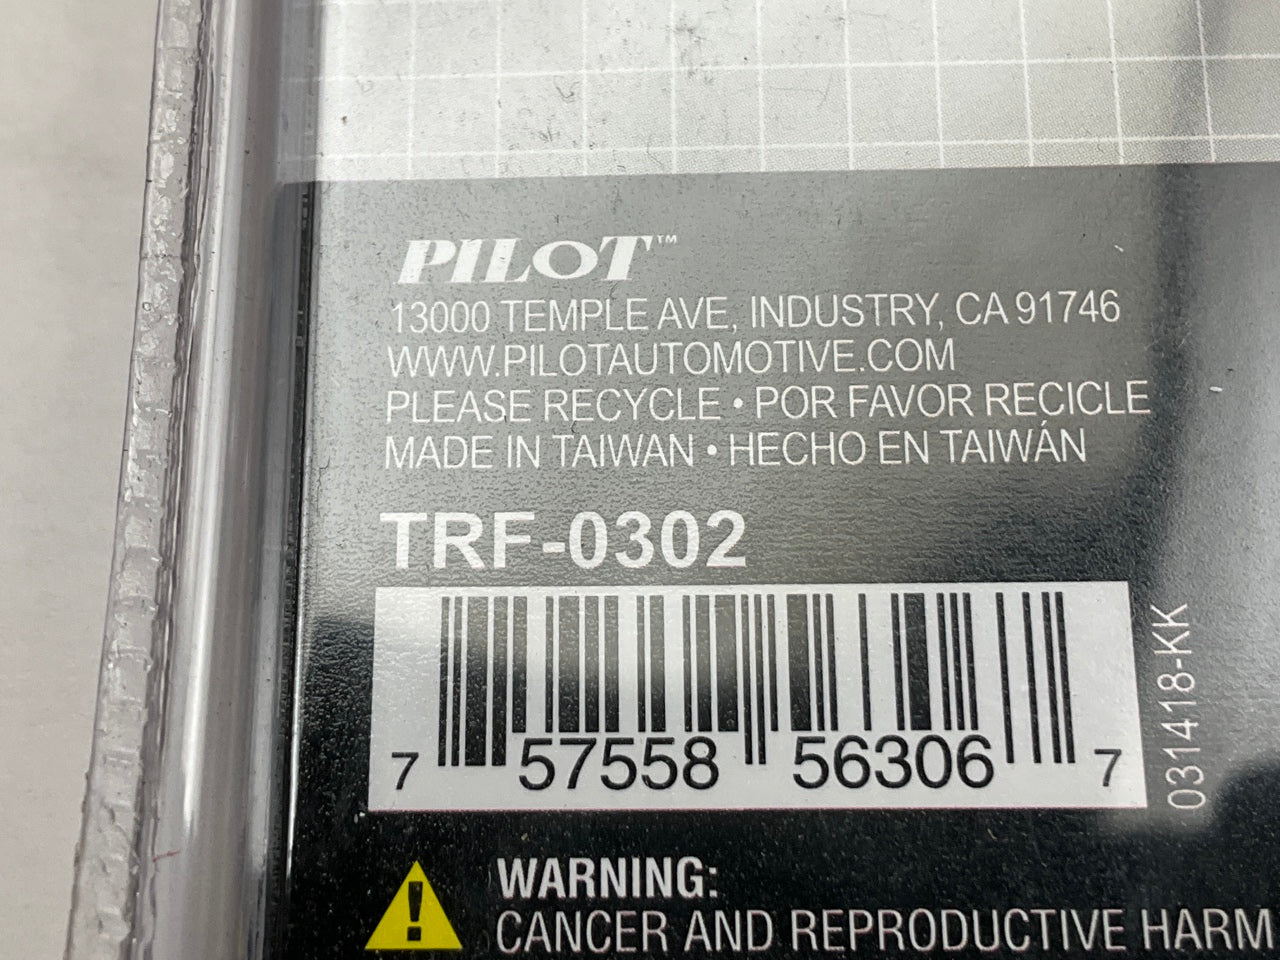 PILOT™
13000 TEMPLE AVE, INDUSTRY, CA 91746
WWW.PILOTAUTOMOTIVE.COM
PLEASE RECYCLE • POR FAVOR RECICLE
MADE IN TAIWAN • HECHO EN TAIWÁN
TRF-0302
7 57558 56306 7
031418-KK
WARNING:
CANCER AND REPRODUCTIVE HARM